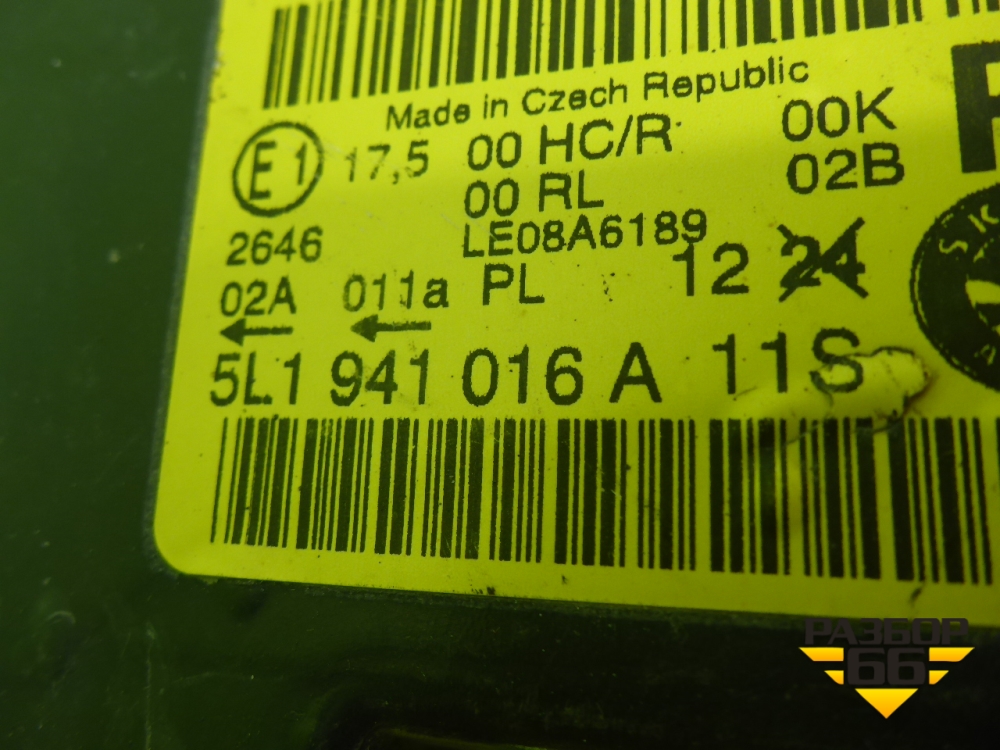 Made in Czech Republic
E1 17,5 00 HC/R 00K
00 RL 02B
2646 LE08A6189
02A 011a PL 12 24
5L1 941 016 A 11S
РАЗБОР
66